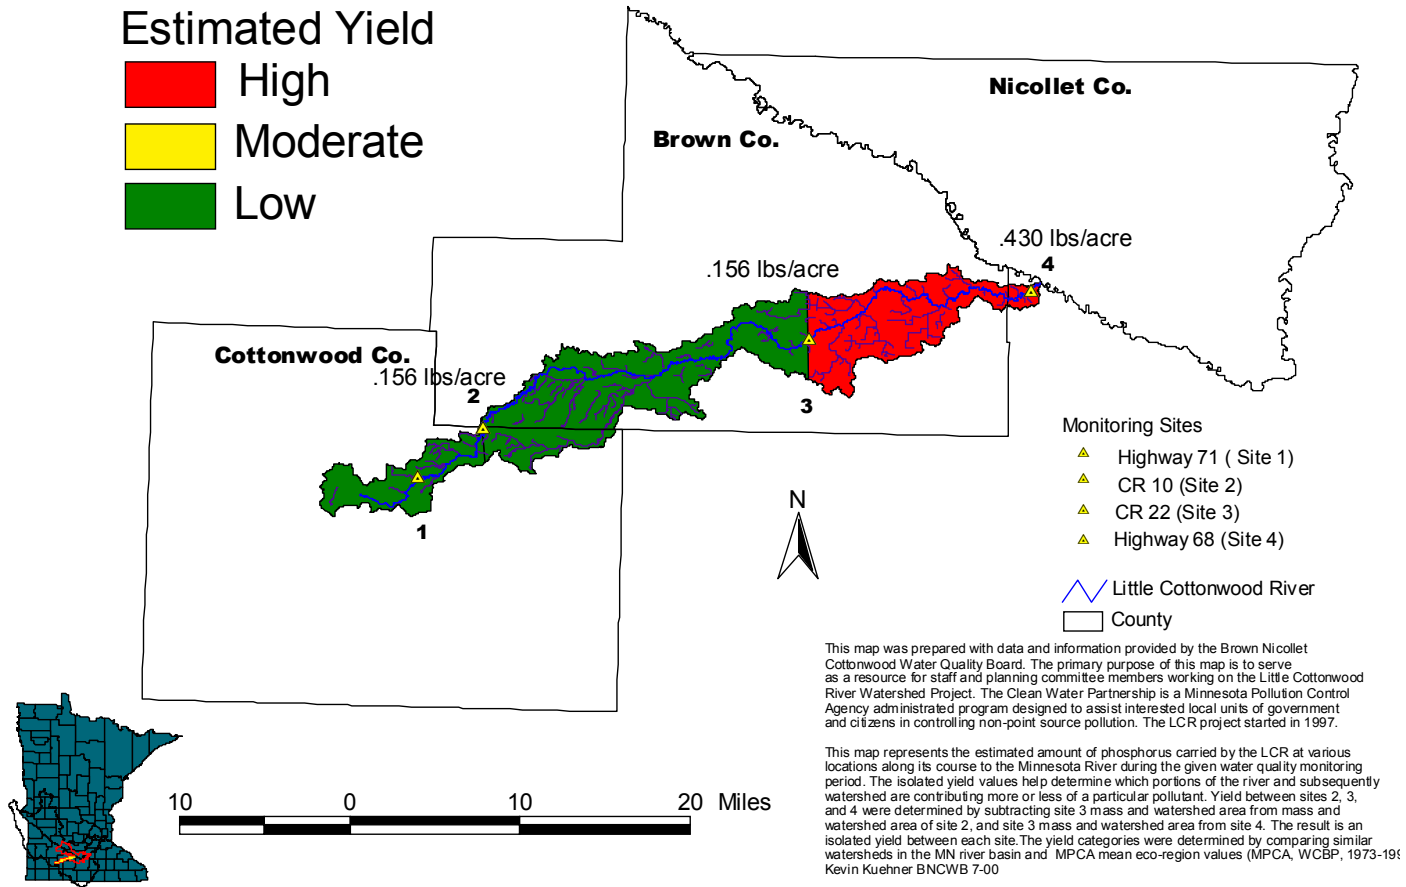 Estimated Yield
High
Moderate
Low
Nicollet Co.
Brown Co.
.430 lbs/acre
4
.156 lbs/acre
Cottonwood Co.
.156 lbs/acre
2
3
1
Monitoring Sites
Highway 71 ( Site 1)
CR 10 (Site 2)
CR 22 (Site 3)
Highway 68 (Site 4)
N
Little Cottonwood River
County
This map was prepared with data and information provided by the Brown Nicollet
Cottonwood Water Quality Board. The primary purpose of this map is to serve
as a resource for staff and planning committee members working on the Little Cottonwood
River Watershed Project. The Clean Water Partnership is a Minnesota Pollution Control
Agency administrated program designed to assist interested local units of government
and citizens in controlling non-point source pollution. The LCR project started in 1997.
This map represents the estimated amount of phosphorus carried by the LCR at various
locations along its course to the Minnesota River during the given water quality monitoring
period. The isolated yield values help determine which portions of the river and subsequently
watershed are contributing more or less of a particular pollutant. Yield between sites 2, 3,
and 4 were determined by subtracting site 3 mass and watershed area from mass and
watershed area of site 2, and site 3 mass and watershed area from site 4. The result is an
isolated yield between each site.The yield categories were determined by comparing similar
watersheds in the MN river basin and MPCA mean eco-region values (MPCA, WCBP, 1973-199
Kevin Kuehner BNCWB 7-00
10 0 10 20 Miles